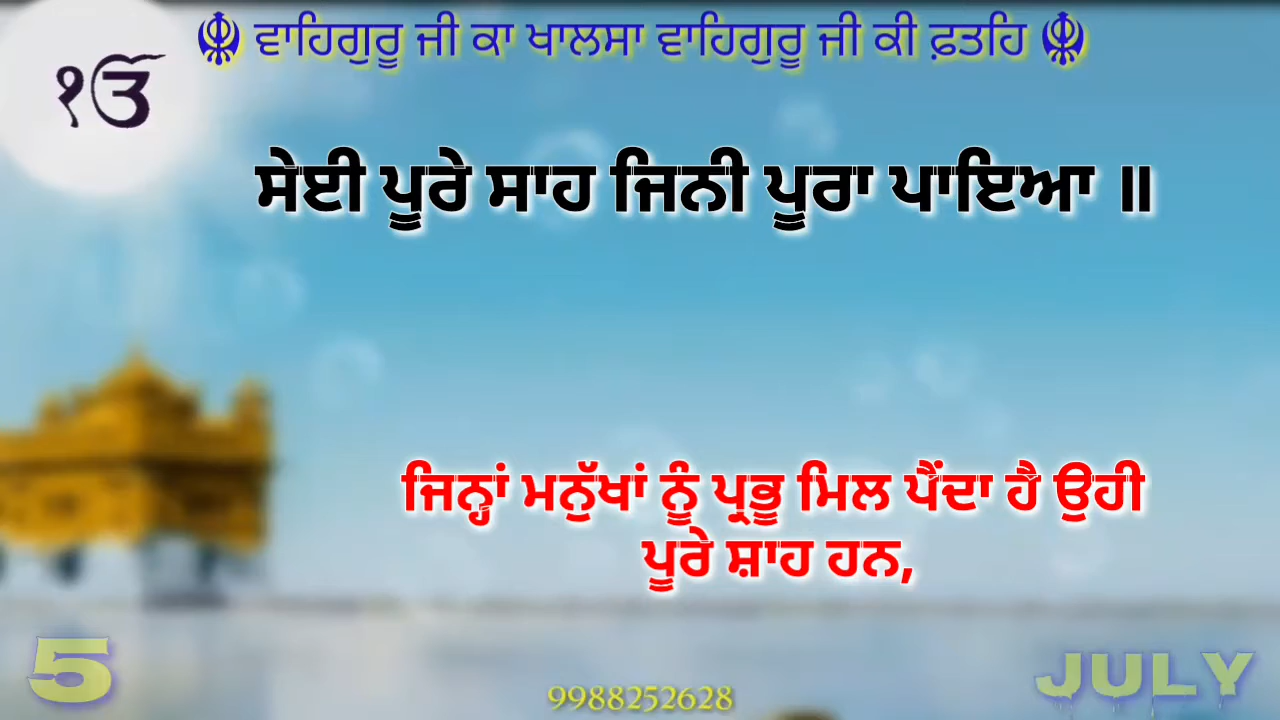 ☬ ਵਾਹਿਗੁਰੂ ਜੀ ਕਾ ਖਾਲਸਾ ਵਾਹਿਗੁਰੂ ਜੀ ਕੀ ਫ਼ਤਹਿ ☬
ੴ
ਸੇਈ ਪੂਰੇ ਸਾਹ ਜਿਨੀ ਪੂਰਾ ਪਾਇਆ ॥
ਜਿਨ੍ਹਾਂ ਮਨੁੱਖਾਂ ਨੂੰ ਪ੍ਰਭੂ ਮਿਲ ਪੈਂਦਾ ਹੈ ਉਹੀ
ਪੂਰੇ ਸ਼ਾਹ ਹਨ,
5
JULY
9988252628